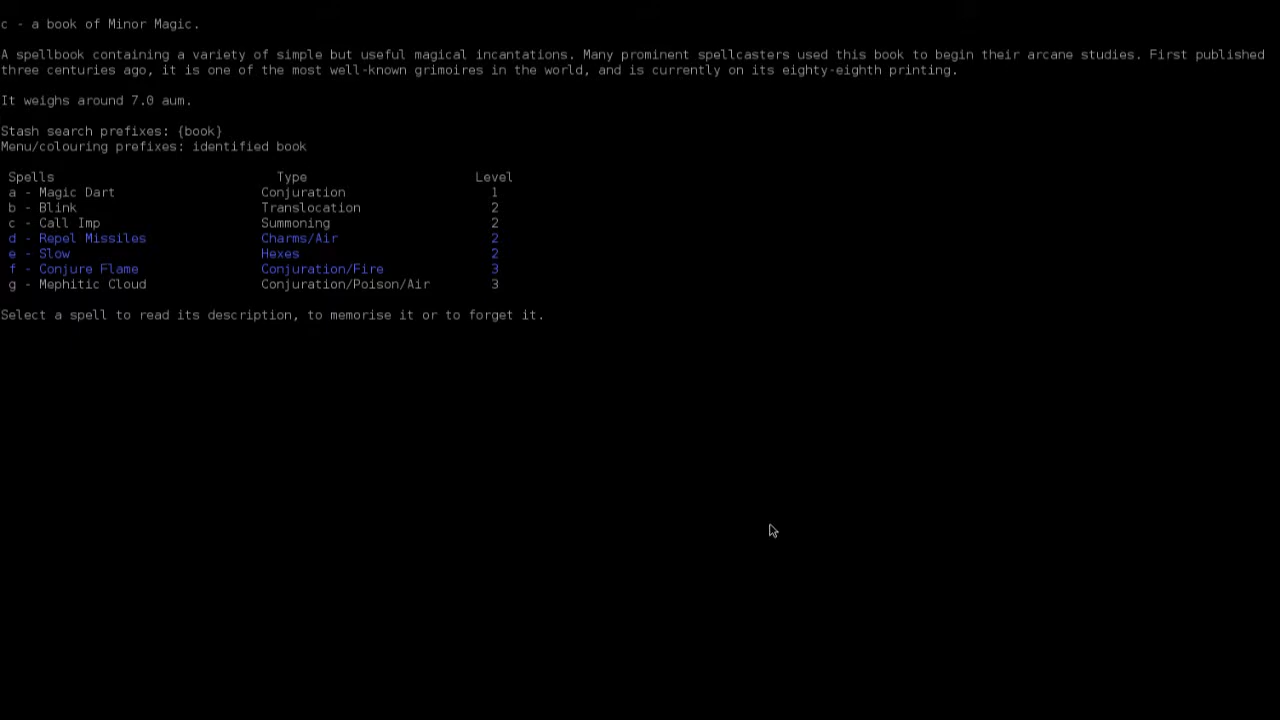 c - a book of Minor Magic.
A spellbook containing a variety of simple but useful magical incantations. Many prominent spellcasters used this book to begin their arcane studies. First published
three centuries ago, it is one of the most well-known grimoires in the world, and is currently on its eighty-eighth printing.
It weighs around 7.0 aum.
Stash search prefixes: {book}
Menu/colouring prefixes: identified book
Spells Type Level
a - Magic Dart Conjuration 1
b - Blink Translocation 2
c - Call Imp Summoning 2
d - Repel Missiles Charms/Air 2
e - Slow Hexes 2
f - Conjure Flame Conjuration/Fire 3
g - Mephitic Cloud Conjuration/Poison/Air 3
Select a spell to read its description, to memorise it or to forget it.